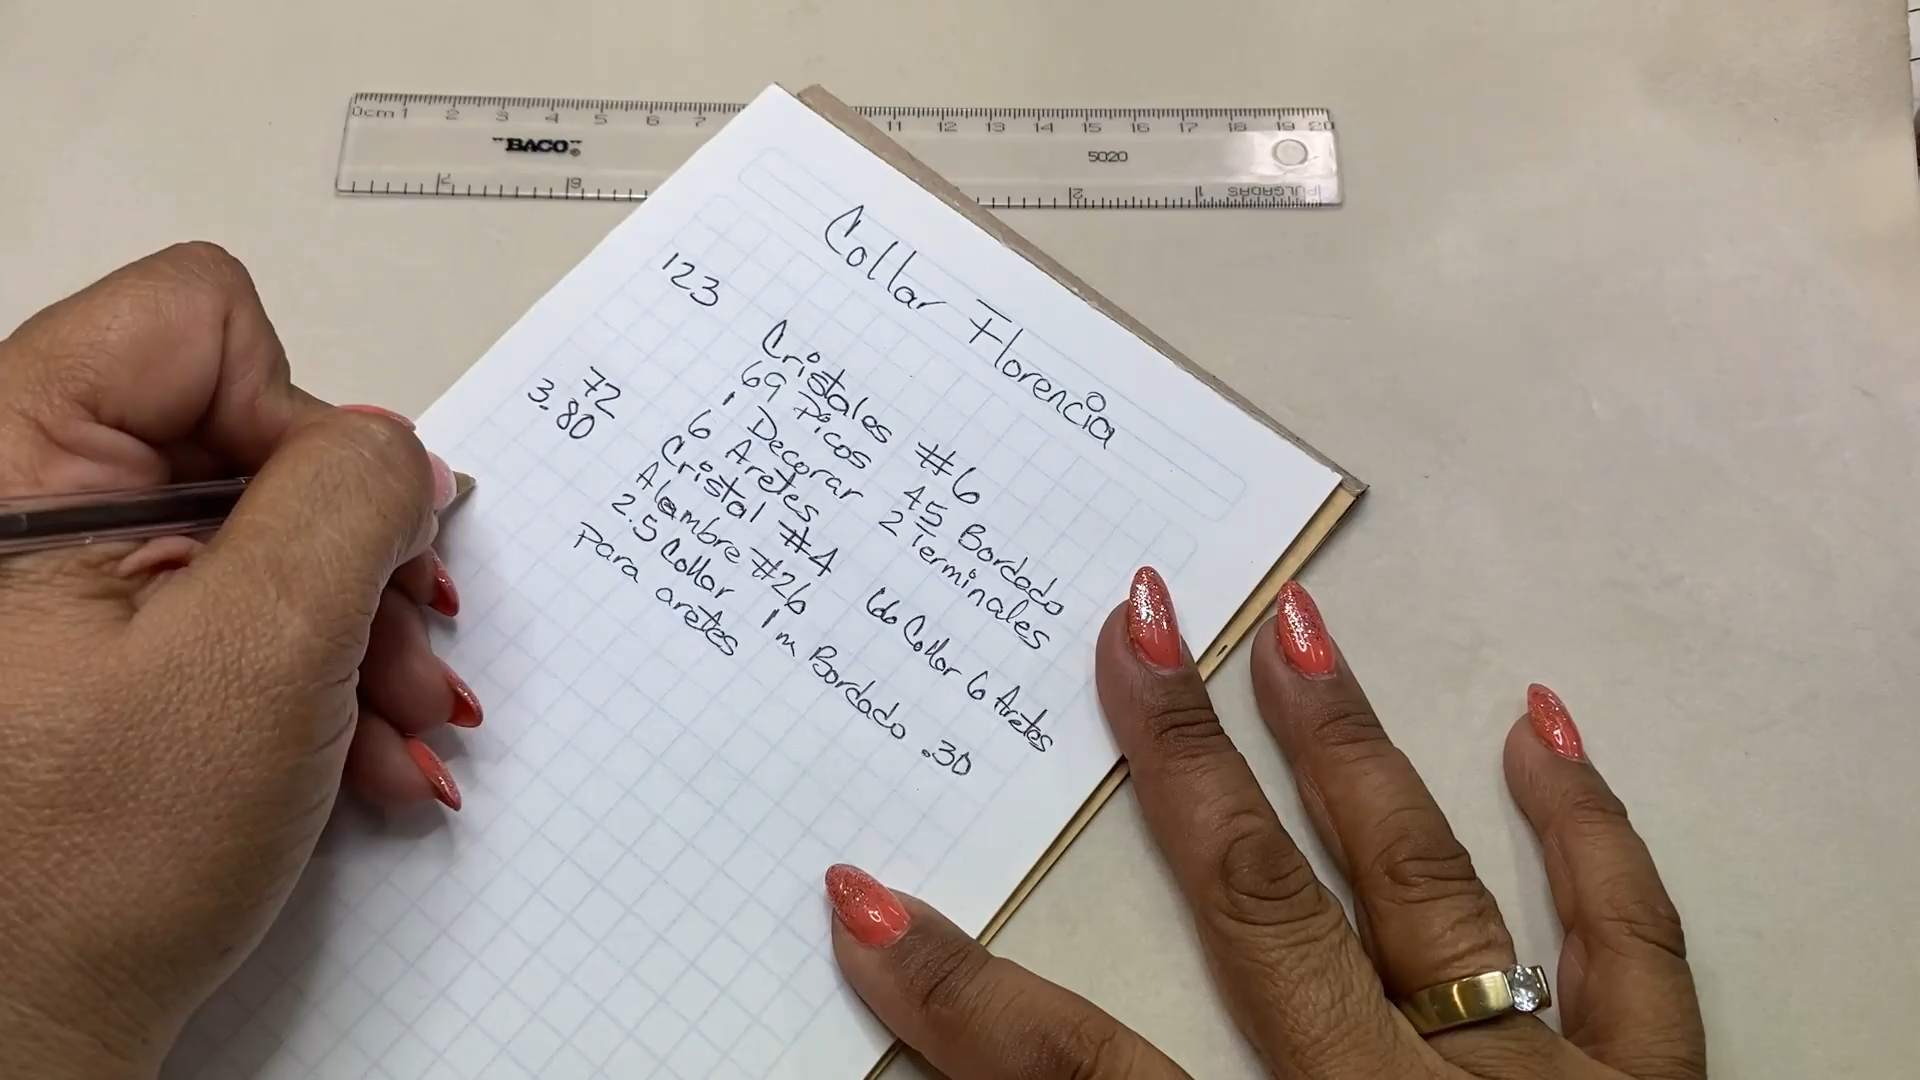 0cm 1 2 3 4 5 6 7 11 12 13 14 15 16 17 18 19 20
"BACO"®
5020
PULGADAS
1
2
Collar Florencia
123 Cristales #6
69 Picos 45 Bordado
1 Decorar 2 Terminales
6 Aretes
72 Cristal #4 66 Collar 6 Aretes
3.80 Alambre #26
2.5 Collar 1m Bordado .30
Para aretes